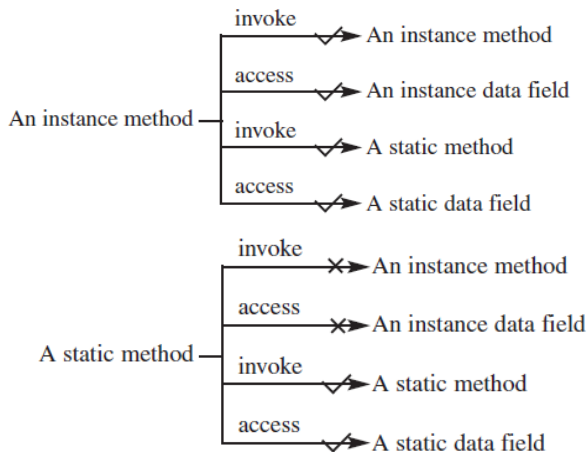 invoke
An instance method
access
An instance data field
An instance method
invoke
A static method
access
A static data field
invoke
An instance method
access
An instance data field
A static method
invoke
A static method
access
A static data field